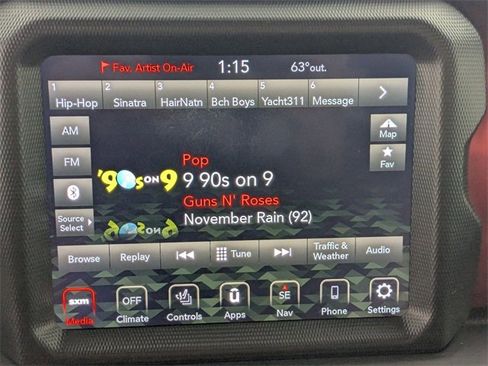 Fav. Artist On-Air 1:15 63° out.
1 Hip-Hop 2 Sinatra 3 HairNatn 4 Bch Boys 5 Yacht311 6 Message
AM
Map
FM
Fav
Pop
'90s ON 9
9 90s on 9
Guns N' Roses
November Rain (92)
Source Select
'90s ON 9
Browse Replay Tune Traffic & Weather Audio
sxm OFF SE
Media Climate Controls Apps Nav Phone Settings